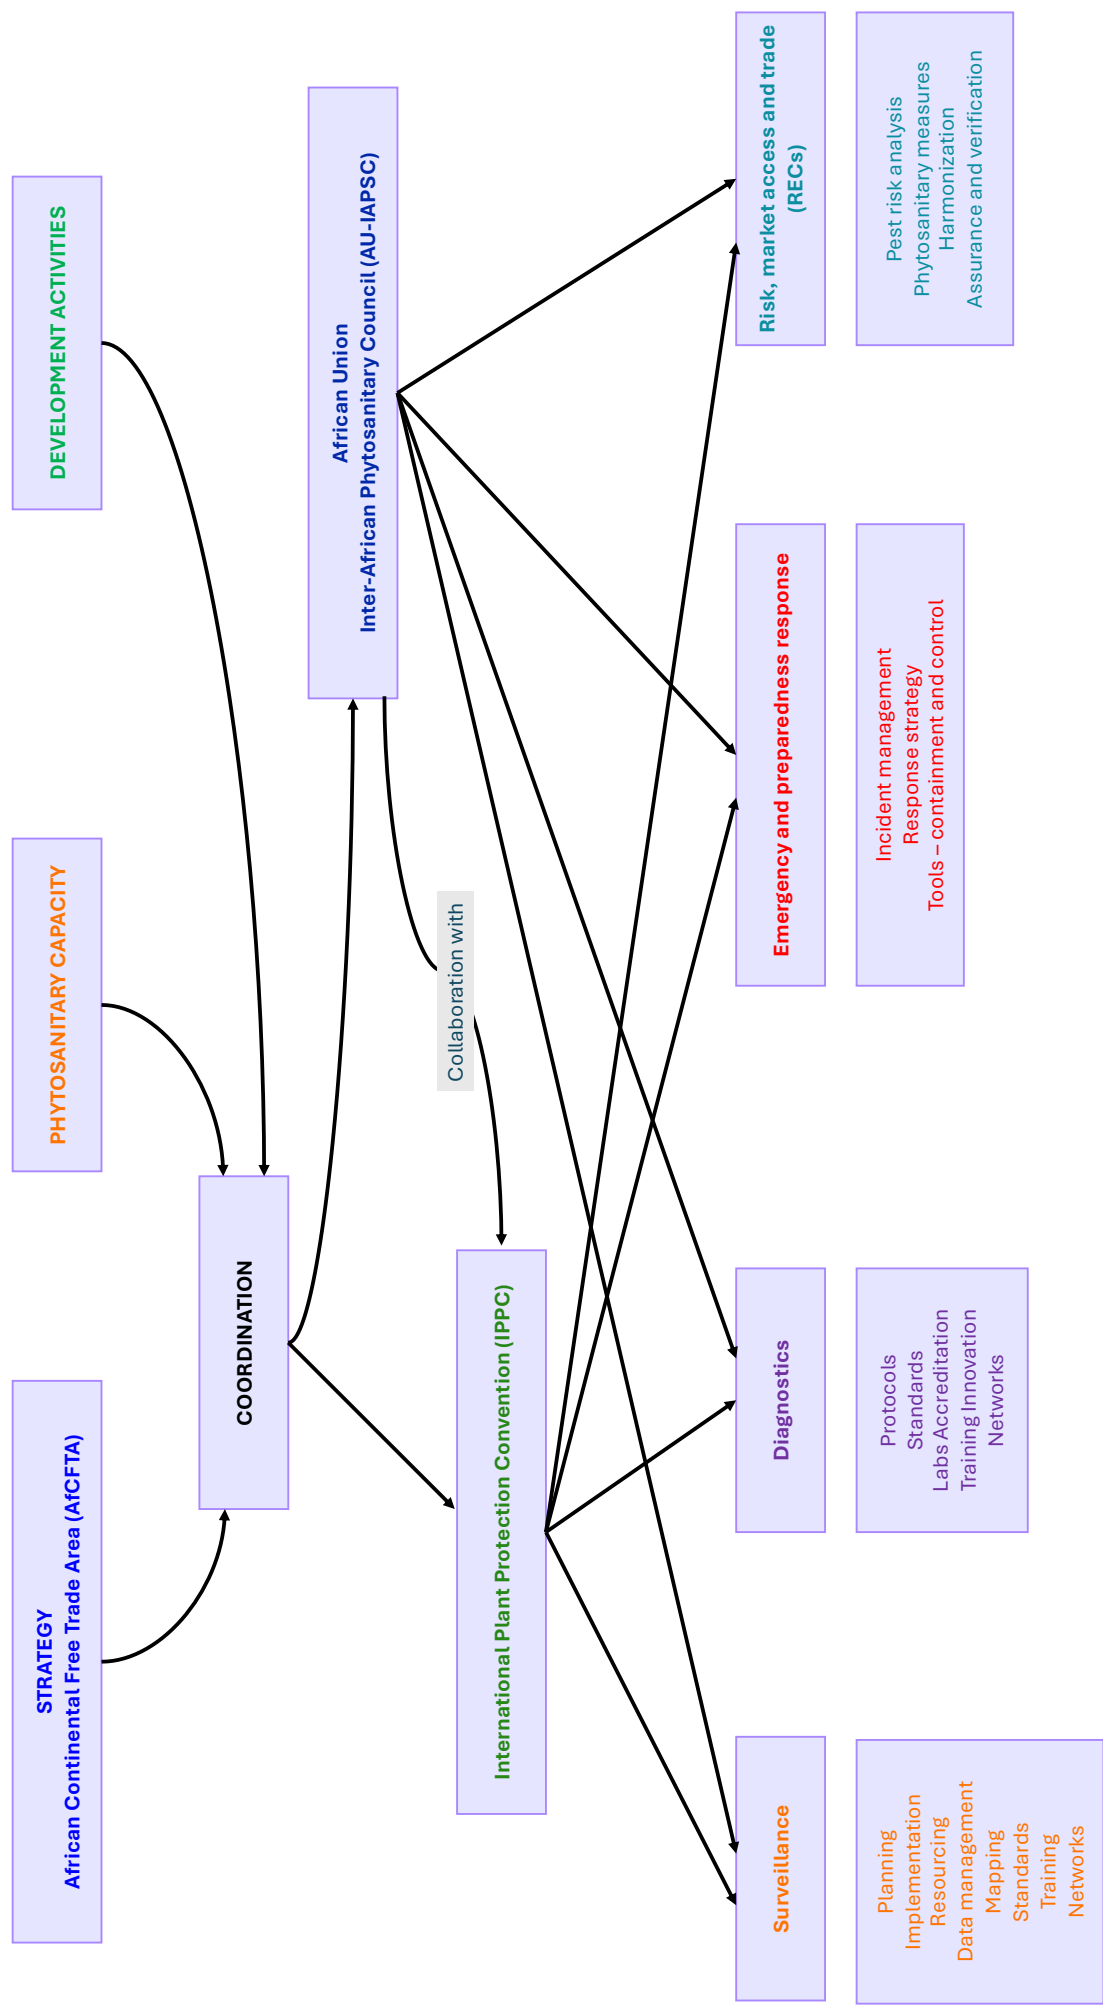 STRATEGY
African Continental Free Trade Area (AfCFTA)
PHYTOSANITARY CAPACITY
DEVELOPMENT ACTIVITIES
COORDINATION
African Union
Inter-African Phytosanitary Council (AU-IAPSC)
Collaboration with
International Plant Protection Convention (IPPC)
Surveillance
Diagnostics
Emergency and preparedness response
Risk, market access and trade
(RECs)
Planning
Implementation
Resourcing
Data management
Mapping
Standards
Training
Networks
Protocols
Standards
Labs Accreditation
Training Innovation
Networks
Incident management
Response strategy
Tools – containment and control
Pest risk analysis
Phytosanitary measures
Harmonization
Assurance and verification